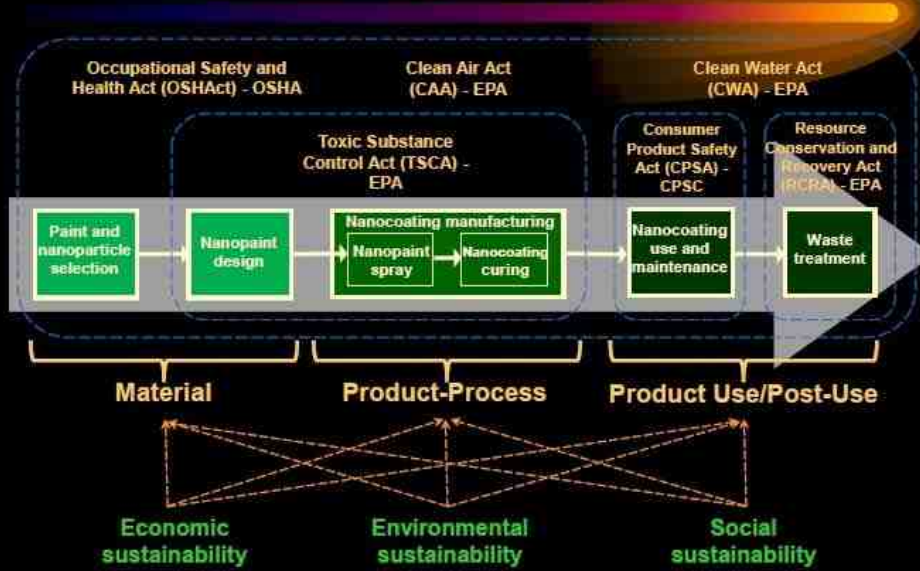 Occupational Safety and
Health Act (OSHAct) - OSHA
Clean Air Act
(CAA) - EPA
Clean Water Act
(CWA) - EPA
Toxic Substance
Control Act (TSCA) -
EPA
Consumer
Product Safety
Act (CPSA) -
CPSC
Resource
Conservation and
Recovery Act
(RCRA) - EPA
Paint and
nanoparticle
selection
Nanopaint
design
Nanocoating manufacturing
Nanopaint
spray
Nanocoating
curing
Nanocoating
use and
maintenance
Waste
treatment
Material
Product-Process
Product Use/Post-Use
Economic
sustainability
Environmental
sustainability
Social
sustainability